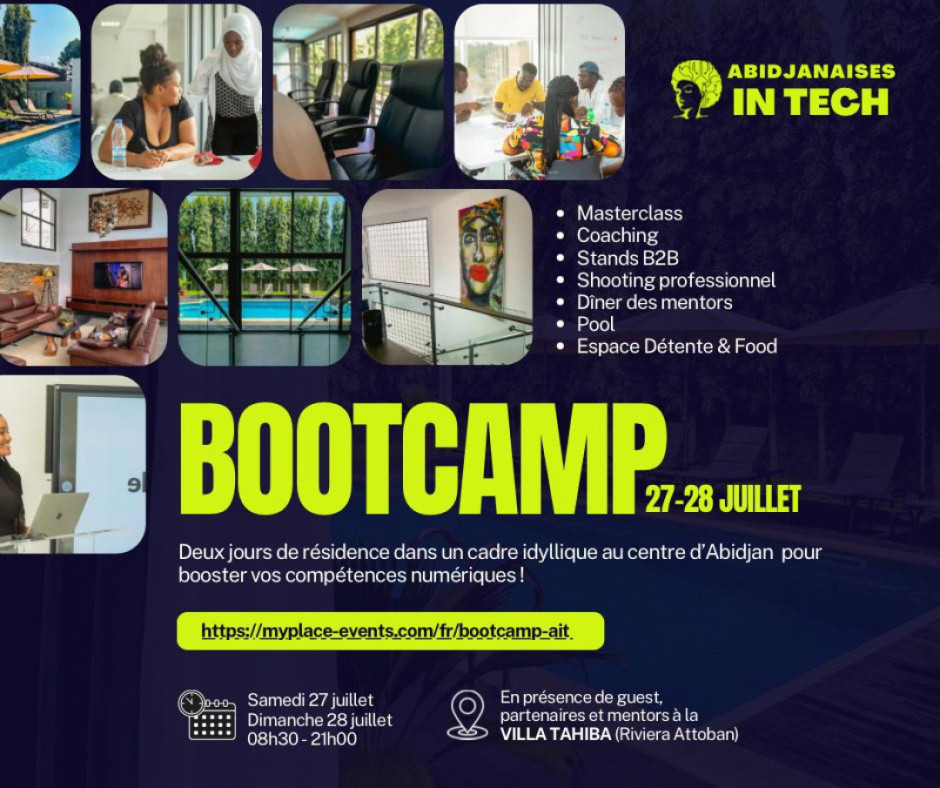 ABIDJANAISES
IN TECH
Masterclass
Coaching
Stands B2B
Shooting professionnel
Dîner des mentors
Pool
Espace Détente & Food
BOOTCAMP
27-28 JUILLET
Deux jours de résidence dans un cadre idyllique au centre d'Abidjan pour
booster vos compétences numériques !
https://myplace-events.com/fr/bootcamp-ait
Samedi 27 juillet
Dimanche 28 juillet
08h30 - 21h00
En présence de guest,
partenaires et mentors à la
VILLA TAHIBA (Riviera Attoban)